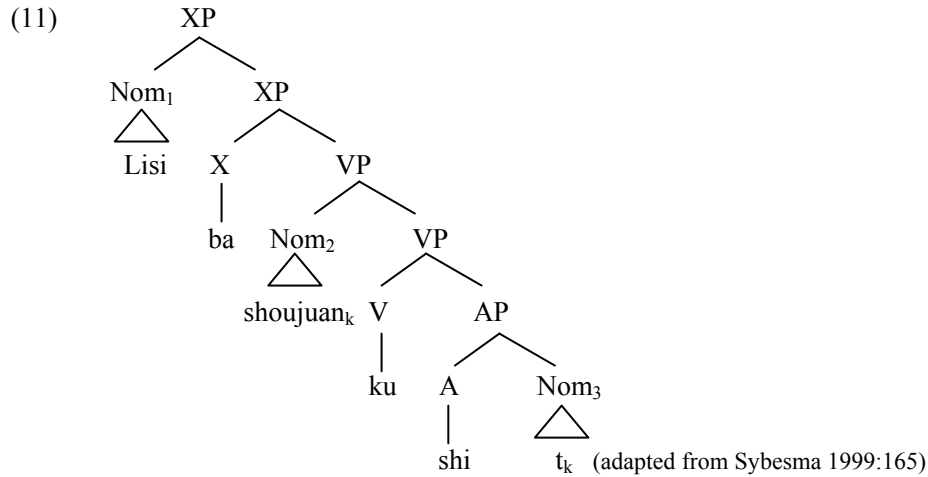 (11) XP
Nom₁ XP
Lisi X VP
ba Nom₂ VP
shoujuanₖ V AP
ku A Nom₃
shi tₖ (adapted from Sybesma 1999:165)